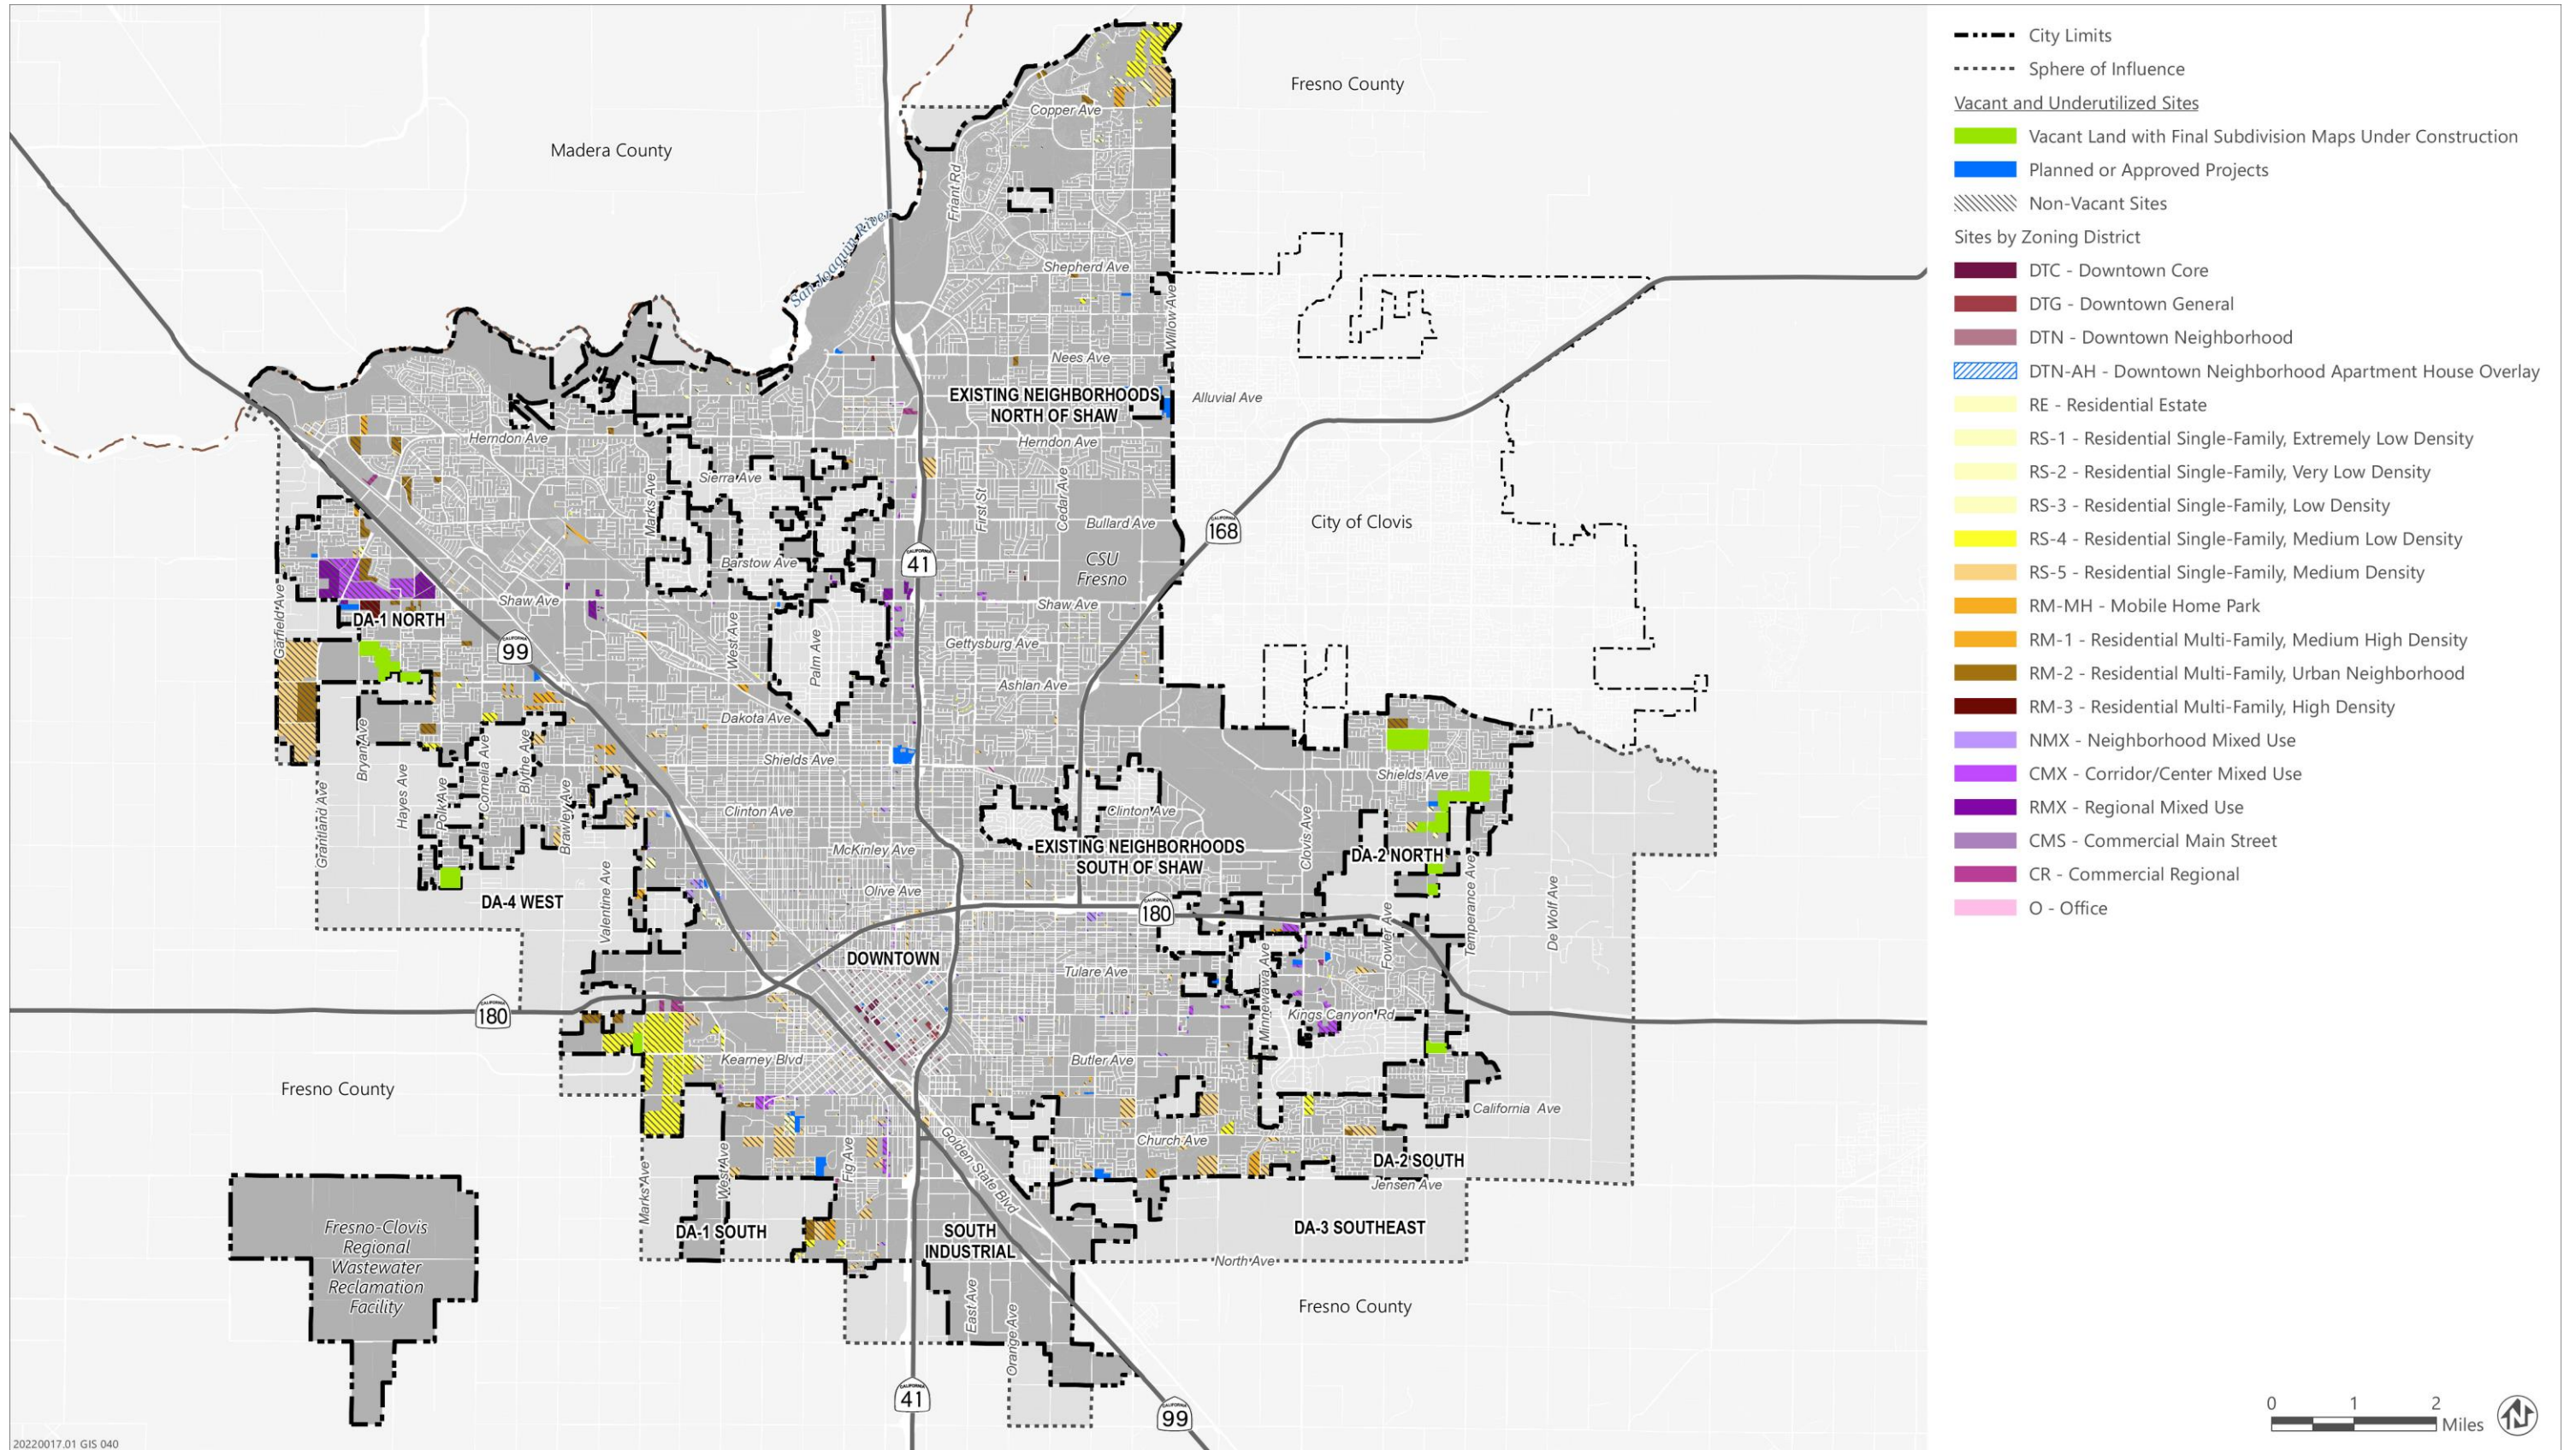 Madera County
Fresno County
Copper Ave
Friant Rd
San Joaquin River
Shepherd Ave
Willow Ave
Nees Ave
EXISTING NEIGHBORHOODS
NORTH OF SHAW
Alluvial Ave
Herndon Ave
Herndon Ave
Sierra Ave
Marks Ave
First St
Cedar Ave
Bullard Ave
168
City of Clovis
CALIFORNIA
41
Barstow Ave
CSU
Fresno
Shaw Ave
Shaw Ave
Garfield Ave
DA-1 NORTH
99
West Ave
Palm Ave
Gettysburg Ave
Ashlan Ave
Dakota Ave
Shields Ave
Shields Ave
Bryan Ave
Grantland Ave
Hayes Ave
Polk Ave
Cornelia Ave
Blythe Ave
Brawley Ave
Clinton Ave
Clinton Ave
McKinley Ave
EXISTING NEIGHBORHOODS
SOUTH OF SHAW
Clovis Ave
DA-2 NORTH
Temperance Ave
De Wolf Ave
DA-4 WEST
Valentine Ave
Olive Ave
180
Fowler Ave
DOWNTOWN
Tulare Ave
Minnewawa Ave
180
Kings Canyon Rd
Kearney Blvd
Butler Ave
Fresno County
California Ave
Church Ave
Golden State Blvd
Fig Ave
West Ave
Marks Ave
DA-2 SOUTH
Jensen Ave
DA-1 SOUTH
SOUTH
INDUSTRIAL
DA-3 SOUTHEAST
North Ave
Fresno-Clovis
Regional
Wastewater
Reclamation
Facility
East Ave
Orange Ave
Fresno County
41
99
20220017.01 GIS 040
City Limits
Sphere of Influence
Vacant and Underutilized Sites
Vacant Land with Final Subdivision Maps Under Construction
Planned or Approved Projects
Non-Vacant Sites
Sites by Zoning District
DTC - Downtown Core
DTG - Downtown General
DTN - Downtown Neighborhood
DTN-AH - Downtown Neighborhood Apartment House Overlay
RE - Residential Estate
RS-1 - Residential Single-Family, Extremely Low Density
RS-2 - Residential Single-Family, Very Low Density
RS-3 - Residential Single-Family, Low Density
RS-4 - Residential Single-Family, Medium Low Density
RS-5 - Residential Single-Family, Medium Density
RM-MH - Mobile Home Park
RM-1 - Residential Multi-Family, Medium High Density
RM-2 - Residential Multi-Family, Urban Neighborhood
RM-3 - Residential Multi-Family, High Density
NMX - Neighborhood Mixed Use
CMX - Corridor/Center Mixed Use
RMX - Regional Mixed Use
CMS - Commercial Main Street
CR - Commercial Regional
O - Office
0 1 2
Miles
N